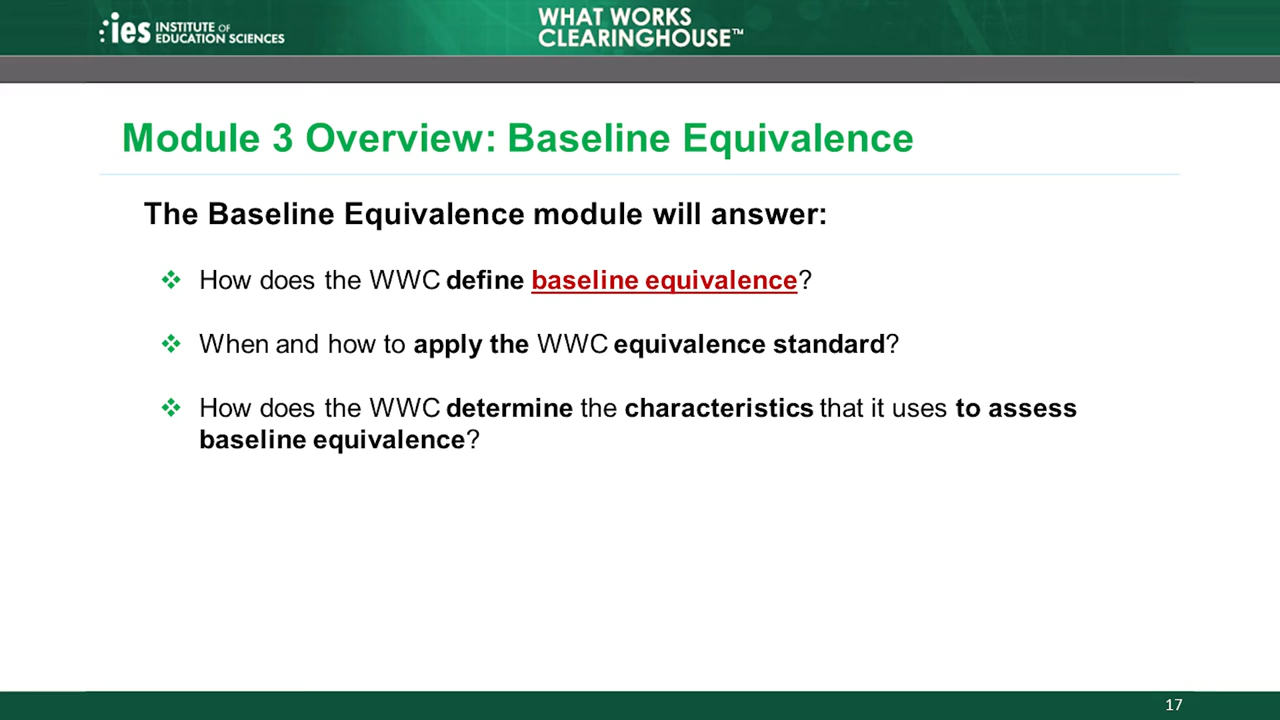 ies INSTITUTE OF
EDUCATION SCIENCES
WHAT WORKS
CLEARINGHOUSE™
Module 3 Overview: Baseline Equivalence
The Baseline Equivalence module will answer:
How does the WWC define baseline equivalence?
When and how to apply the WWC equivalence standard?
How does the WWC determine the characteristics that it uses to assess
baseline equivalence?
17